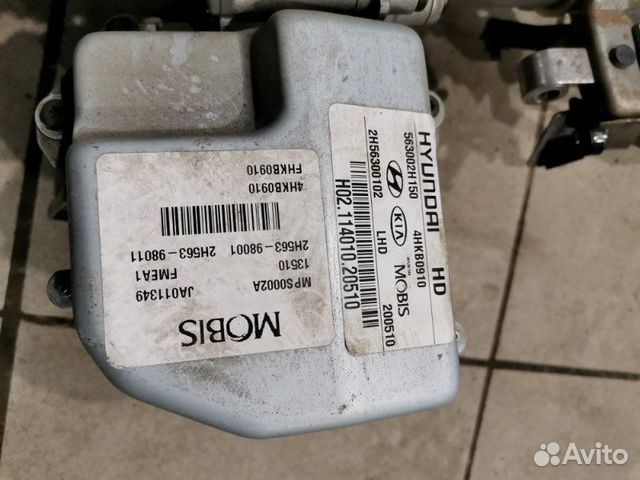 HYUNDAI HD
563002H150 4HKB0910
KIA MOBIS
2H56300102 LHD 200510
H02.114010.20510
MOBIS
MPS0002A JA011349
13510 FMEA1
2H563-98001 2H563-98011
4HKB0910
FHKB0910
Avito